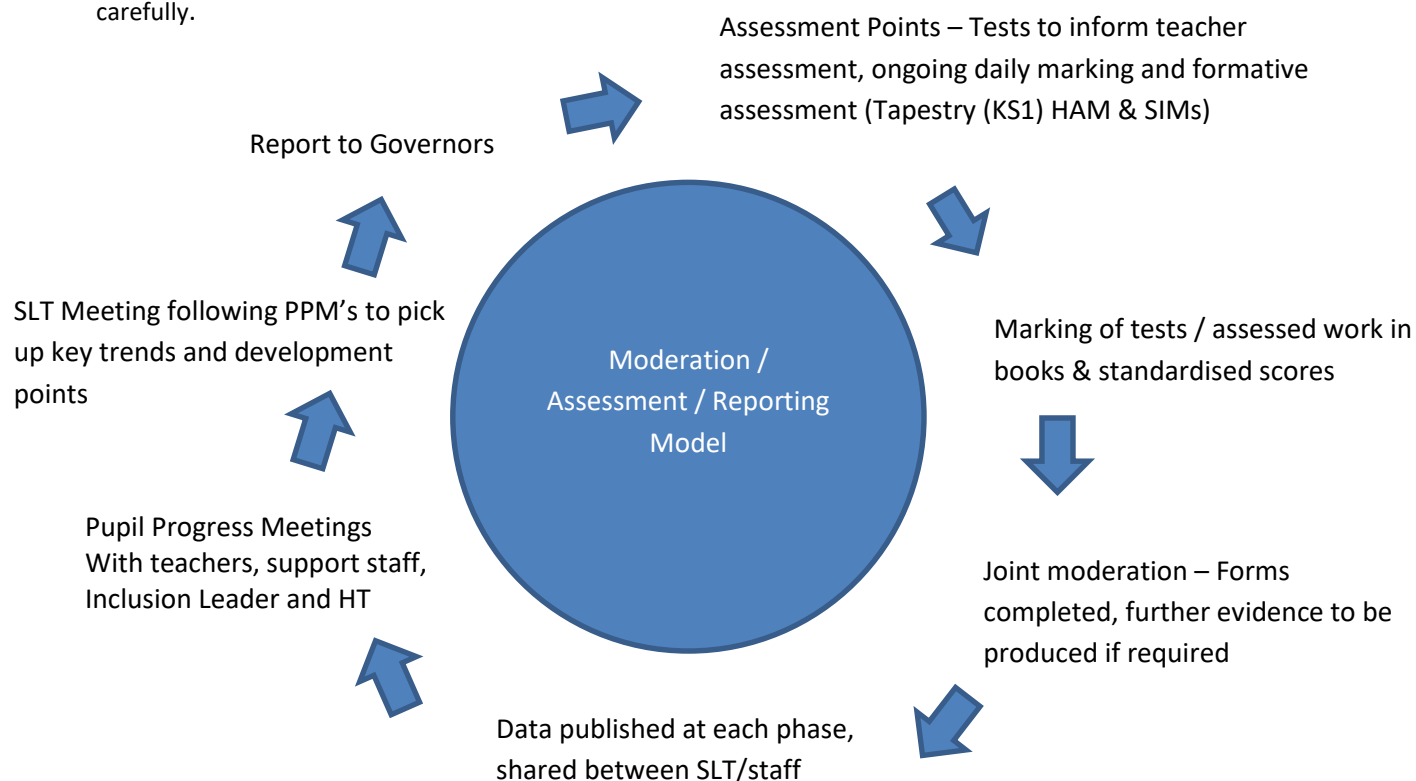 carefully.
Assessment Points – Tests to inform teacher
assessment, ongoing daily marking and formative
assessment (Tapestry (KS1) HAM & SIMs)
Marking of tests / assessed work in
books & standardised scores
Joint moderation – Forms
completed, further evidence to be
produced if required
Data published at each phase,
shared between SLT/staff
Pupil Progress Meetings
With teachers, support staff,
Inclusion Leader and HT
SLT Meeting following PPM’s to pick
up key trends and development
points
Report to Governors
Moderation /
Assessment / Reporting
Model